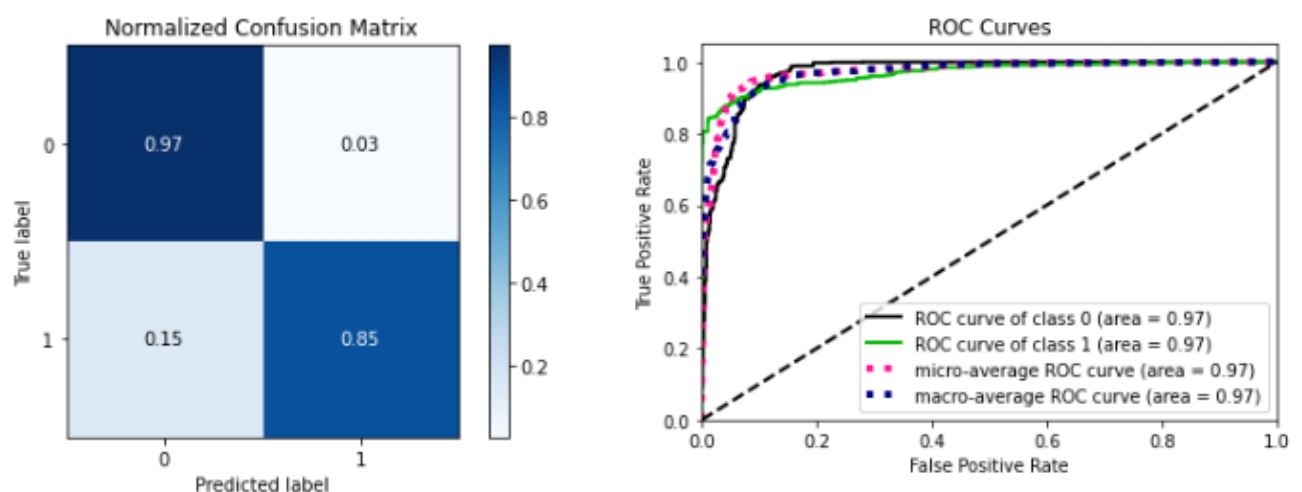 Normalized Confusion Matrix
0
1
True label
0.97
0.03
0.15
0.85
0
1
Predicted label
0.8
0.6
0.4
0.2
ROC Curves
True Positive Rate
1.0
0.8
0.6
0.4
0.2
0.0
ROC curve of class 0 (area = 0.97)
ROC curve of class 1 (area = 0.97)
micro-average ROC curve (area = 0.97)
macro-average ROC curve (area = 0.97)
0.0
0.2
0.4
0.6
0.8
1.0
False Positive Rate